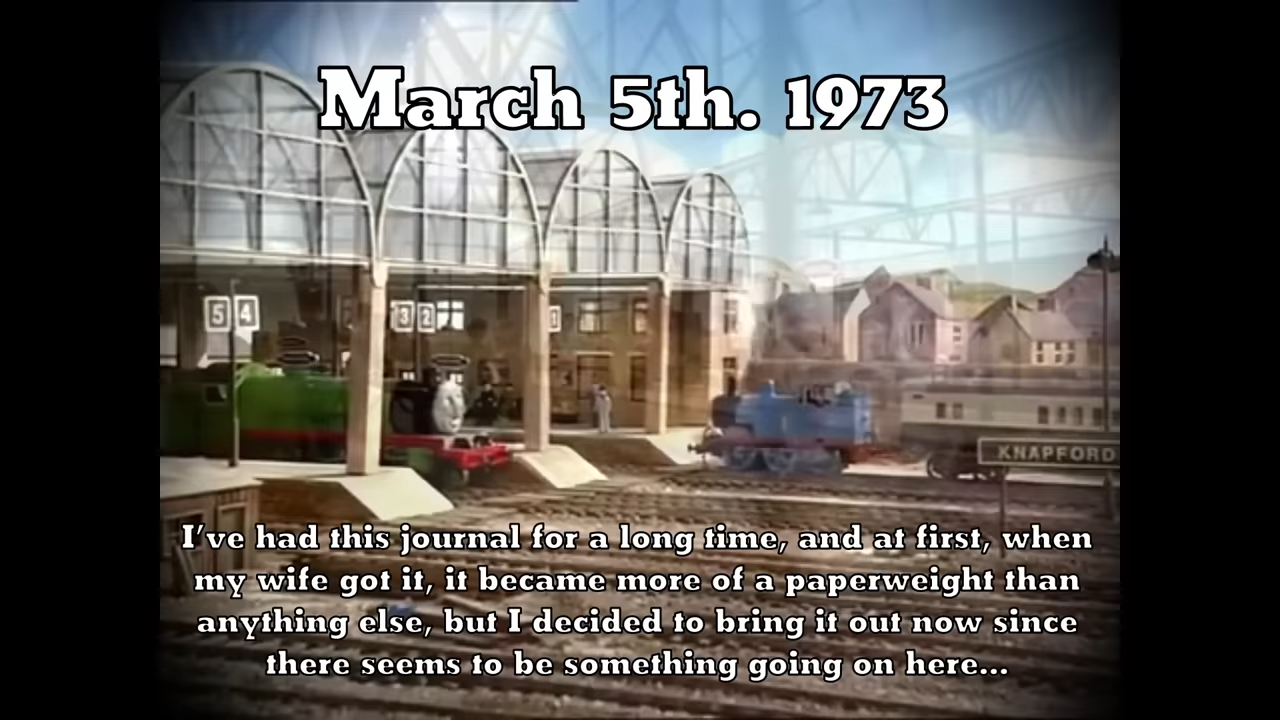 March 5th. 1973
5 4
3 2
1
KNAPFORD
I've had this journal for a long time, and at first, when
my wife got it, it became more of a paperweight than
anything else, but I decided to bring it out now since
there seems to be something going on here...